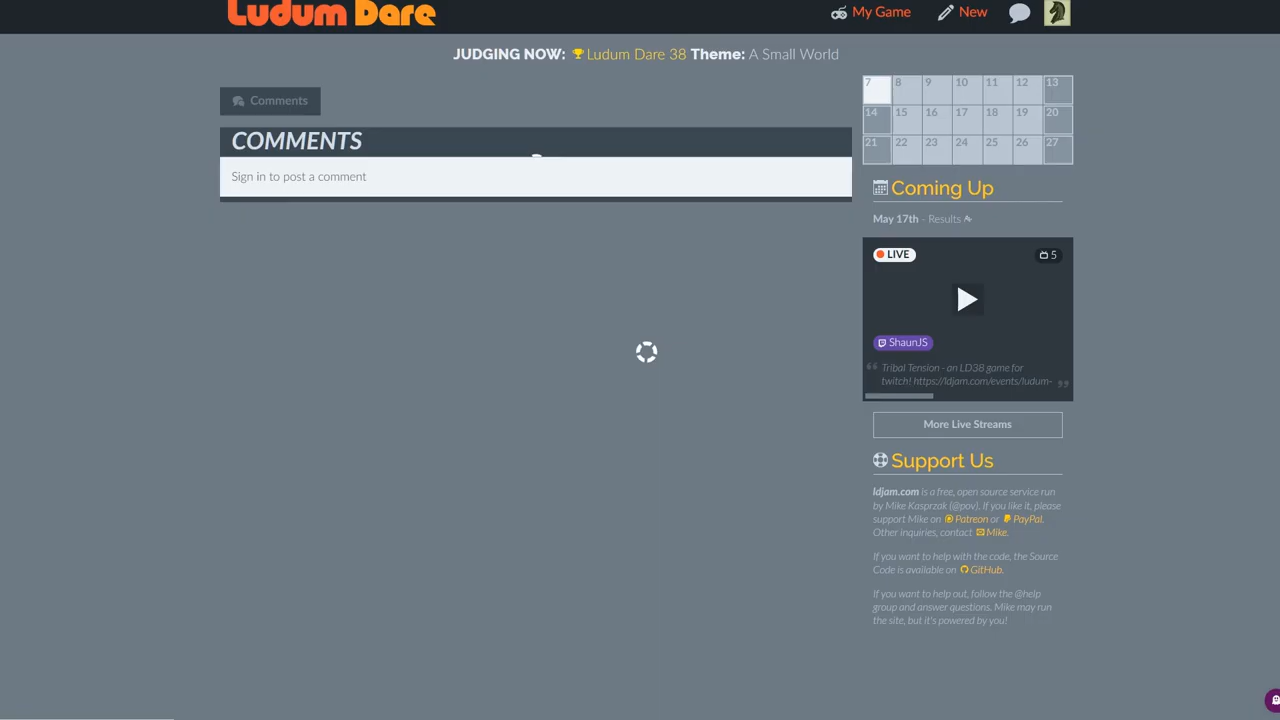 Ludum Dare
My Game
New
JUDGING NOW: Ludum Dare 38 Theme: A Small World
Comments
COMMENTS
Sign in to post a comment
7 8 9 10 11 12 13
14 15 16 17 18 19 20
21 22 23 24 25 26 27
Coming Up
May 17th - Results
LIVE
5
ShaunJS
Tribal Tension - an LD38 game for
twitch! https://ldjam.com/events/ludum-
More Live Streams
Support Us
ldjam.com is a free, open source service run
by Mike Kasprzak (@pov). If you like it, please
support Mike on Patreon or PayPal.
Other inquiries, contact Mike.
If you want to help with the code, the Source
Code is available on GitHub.
If you want to help out, follow the @help
group and answer questions. Mike may run
the site, but it's powered by you!